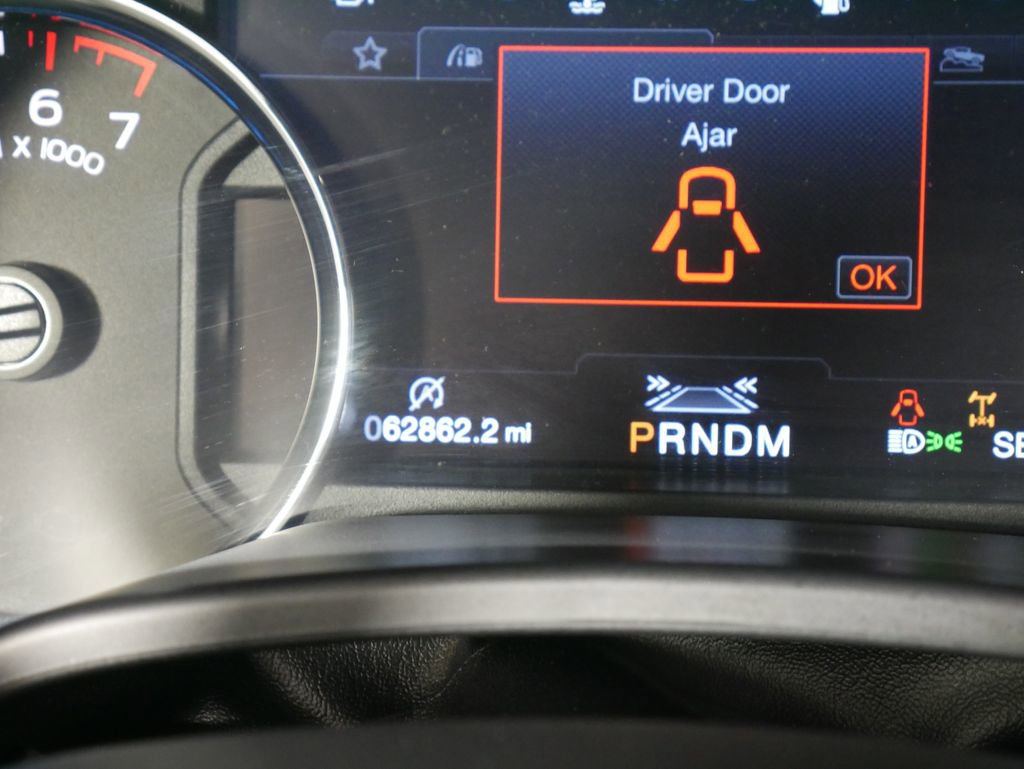 6
7
x 1000
Driver Door
Ajar
OK
062862.2 mi
PRNDM
A